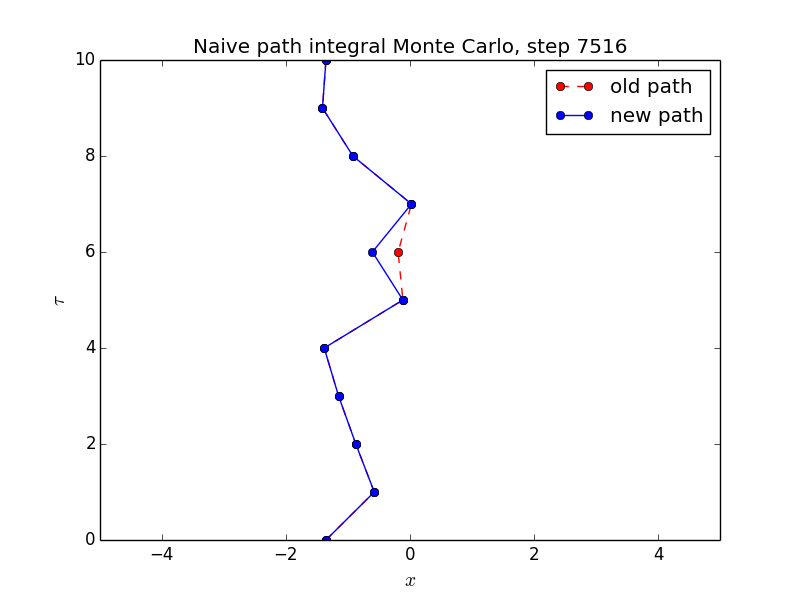 Naive path integral Monte Carlo, step 7516
old path
new path
10
8
6
4
2
0
τ
−4
−2
0
2
4
x